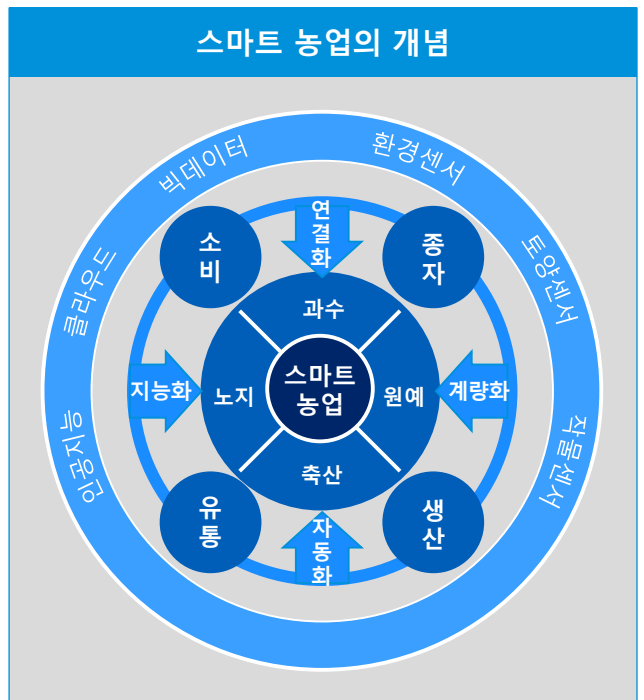 스마트 농업의 개념
빅데이터
환경센서
클라우드
토양센서
인공지능
작물센서
소
비
연
결
화
종
자
과수
지능화
노지
스마트
농업
원예
계량화
축산
유
통
자
동
화
생
산